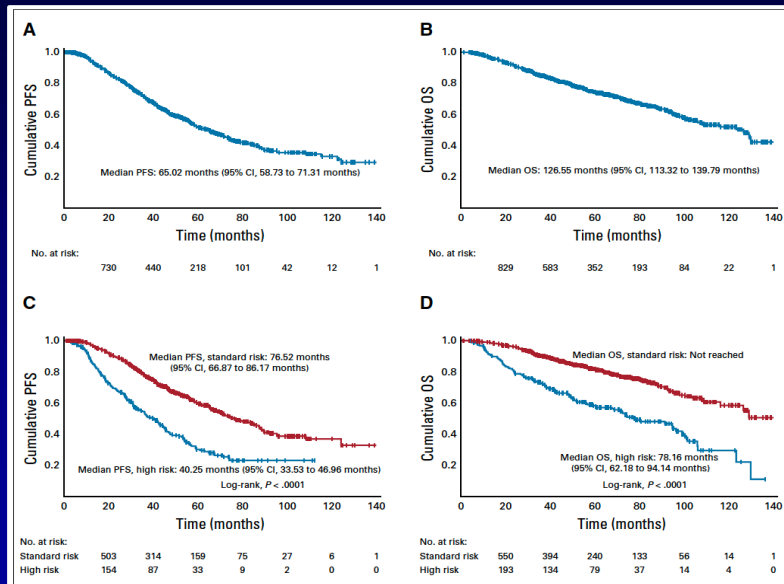 A
Cumulative PFS
1.0
0.8
0.6
0.4
0.2
Median PFS: 65.02 months (95% CI, 58.73 to 71.31 months)
0 20 40 60 80 100 120 140
Time (months)
No. at risk:
730 440 218 101 42 12 1
B
Cumulative OS
1.0
0.8
0.6
0.4
0.2
Median OS: 126.55 months (95% CI, 113.32 to 139.79 months)
0 20 40 60 80 100 120 140
Time (months)
No. at risk:
829 583 352 193 84 22 1
C
Cumulative PFS
1.0
0.8
0.6
0.4
0.2
Median PFS, standard risk: 76.52 months
(95% CI, 66.87 to 86.17 months)
Median PFS, high risk: 40.25 months (95% CI, 33.53 to 46.96 months)
Log-rank, P < .0001
0 20 40 60 80 100 120 140
Time (months)
No. at risk:
Standard risk 503 314 159 75 27 6 1
High risk 154 87 33 9 2 0 0
D
Cumulative OS
1.0
0.8
0.6
0.4
0.2
Median OS, standard risk: Not reached
Median OS, high risk: 78.16 months
(95% CI, 62.18 to 94.14 months)
Log-rank, P < .0001
0 20 40 60 80 100 120 140
Time (months)
No. at risk:
Standard risk 550 394 240 133 56 14 1
High risk 193 134 79 37 14 4 0